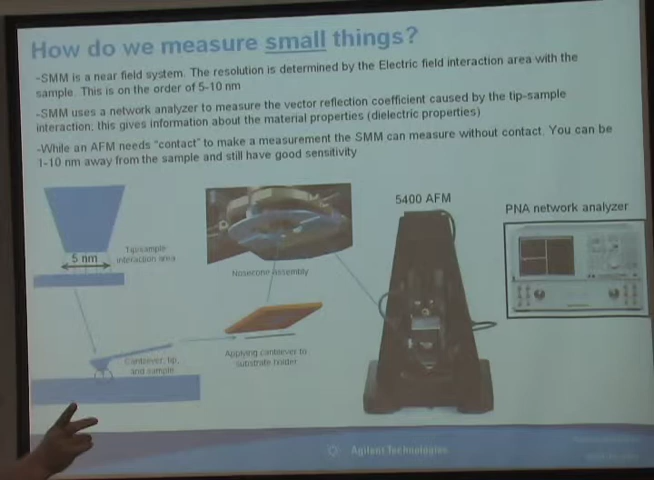 How do we measure small things?
-SMM is a near field system. The resolution is determined by the Electric field interaction area with the
sample. This is on the order of 5-10 nm
-SMM uses a network analyzer to measure the vector reflection coefficient caused by the tip-sample
interaction; this gives information about the material properties (dielectric properties)
-While an AFM needs "contact" to make a measurement the SMM can measure without contact. You can be
1-10 nm away from the sample and still have good sensitivity
5400 AFM
PNA network analyzer
Tip/sample
interaction area
5 nm
Nosecone Assembly
Cantilever, tip,
and sample
Applying cantilever to
substrate holder
Agilent Technologies